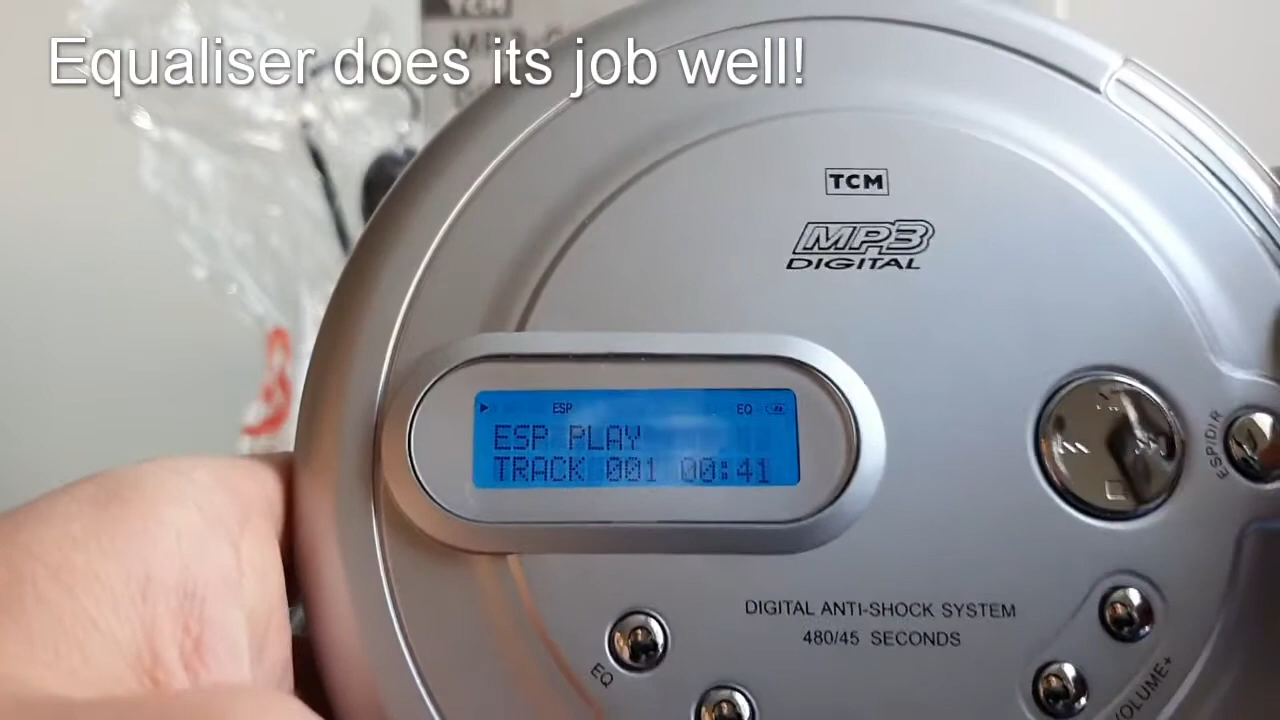 Equaliser does its job well!
TCM
TCM
MP3
DIGITAL
ESP EQ
ESP PLAY
TRACK 001 00:41
ESP/DIR
DIGITAL ANTI-SHOCK SYSTEM
480/45 SECONDS
EQ
VOLUME+